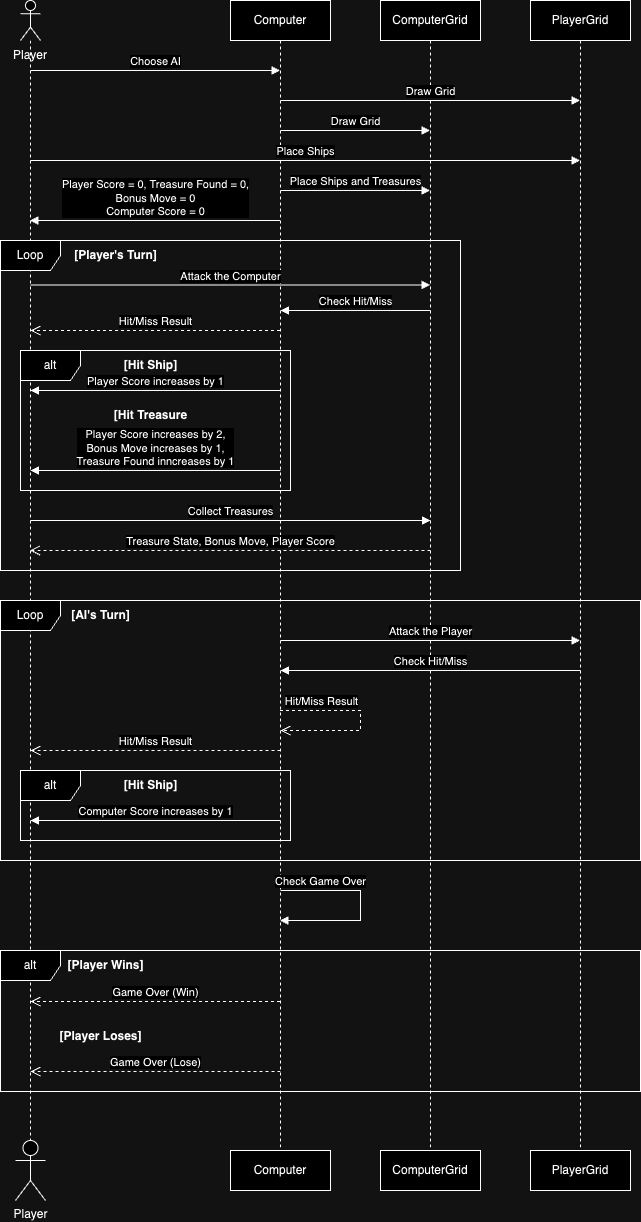 Computer
ComputerGrid
PlayerGrid
Player
Choose AI
Draw Grid
Draw Grid
Place Ships
Place Ships and Treasures
Player Score = 0, Treasure Found = 0,
Bonus Move = 0
Computer Score = 0
Loop
[Player's Turn]
Attack the Computer
Check Hit/Miss
Hit/Miss Result
alt
[Hit Ship]
Player Score increases by 1
[Hit Treasure
Player Score increases by 2,
Bonus Move increases by 1,
Treasure Found inncreases by 1
Collect Treasures
Treasure State, Bonus Move, Player Score
Loop
[AI's Turn]
Attack the Player
Check Hit/Miss
Hit/Miss Result
Hit/Miss Result
alt
[Hit Ship]
Computer Score increases by 1
Check Game Over
alt
[Player Wins]
Game Over (Win)
[Player Loses]
Game Over (Lose)
Computer
ComputerGrid
PlayerGrid
Player